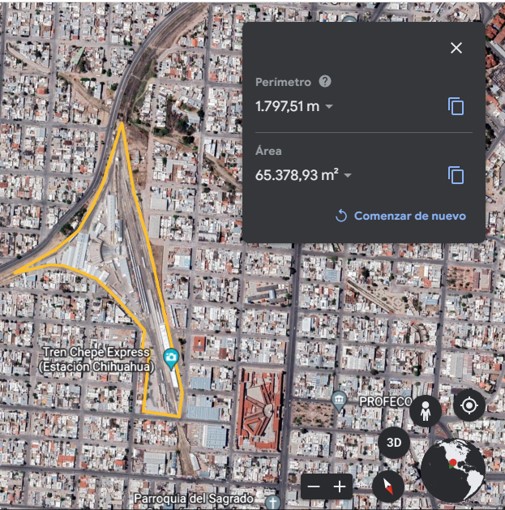 Perímetro
1.797,51 m
Área
65.378,93 m²
Comenzar de nuevo
Tren Chepe Express
(Estación Chihuahua)
PROFECO
3D
Parroquia del Sagrado